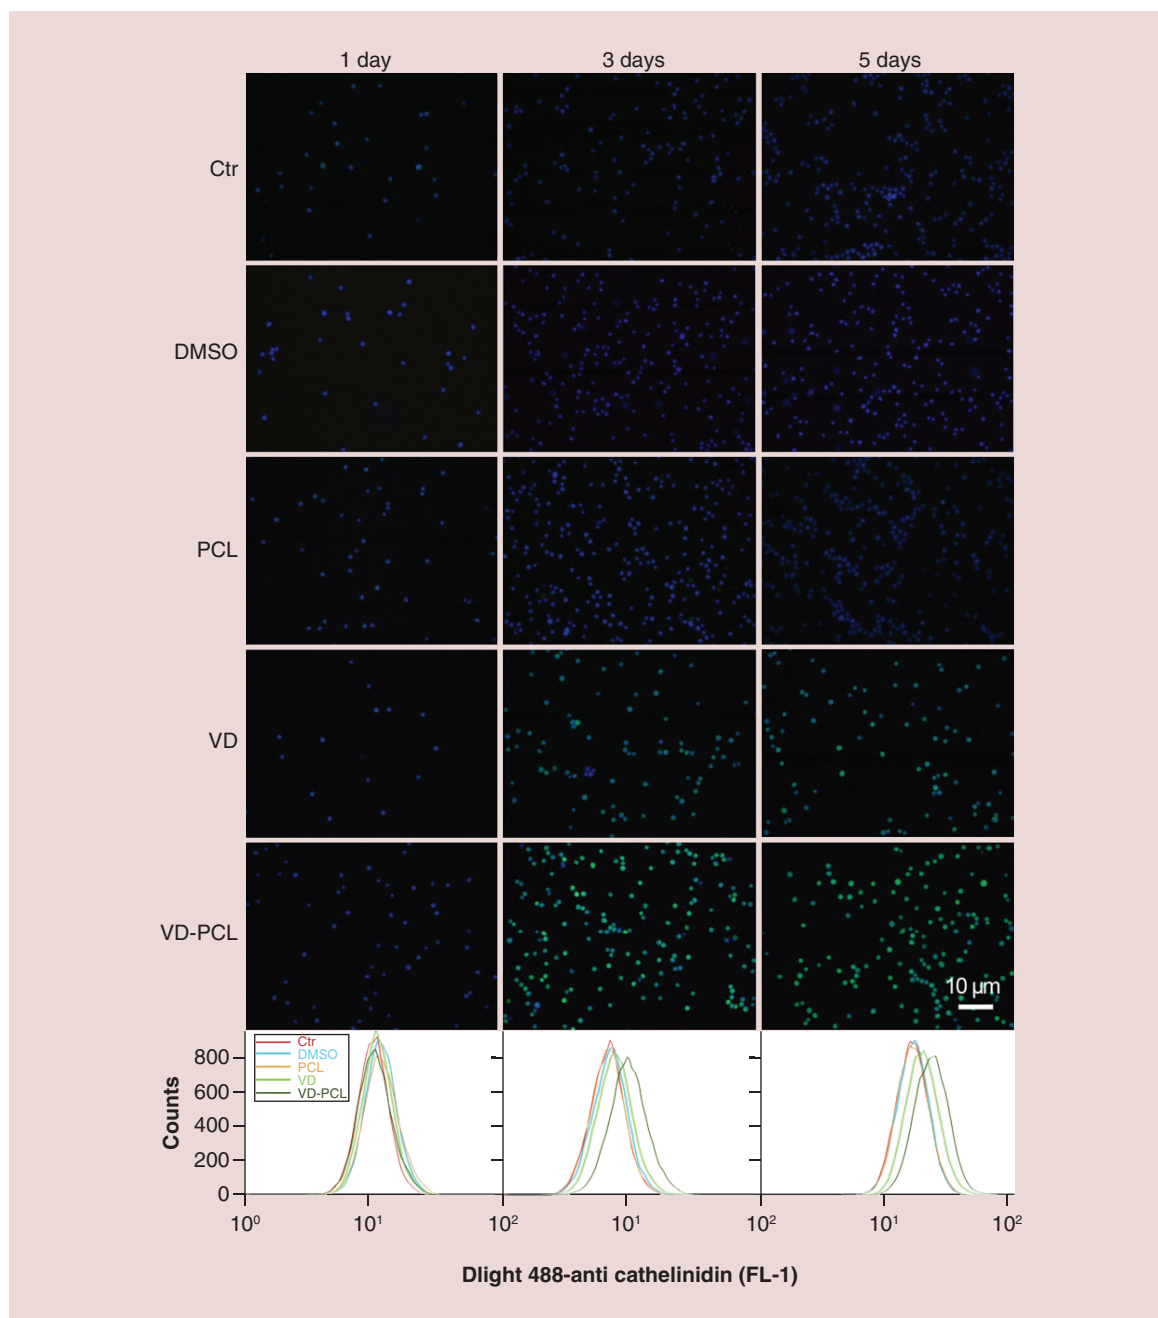 1 day 3 days 5 days
Ctr
DMSO
PCL
VD
VD-PCL
10 µm
Ctr
DMSO
PCL
VD
VD-PCL
Counts
800
600
400
200
0
10⁰ 10¹ 10² 10¹ 10² 10¹ 10²
Dlight 488-anti cathelinidin (FL-1)